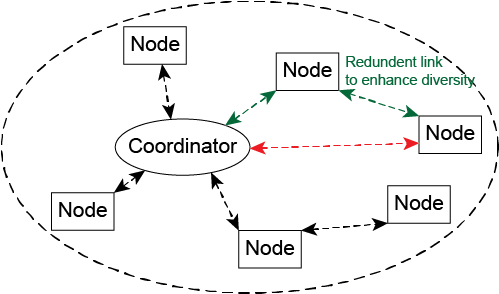 Node
Node
Redundent link
to enhance diversity
Node
Coordinator
Node
Node
Node